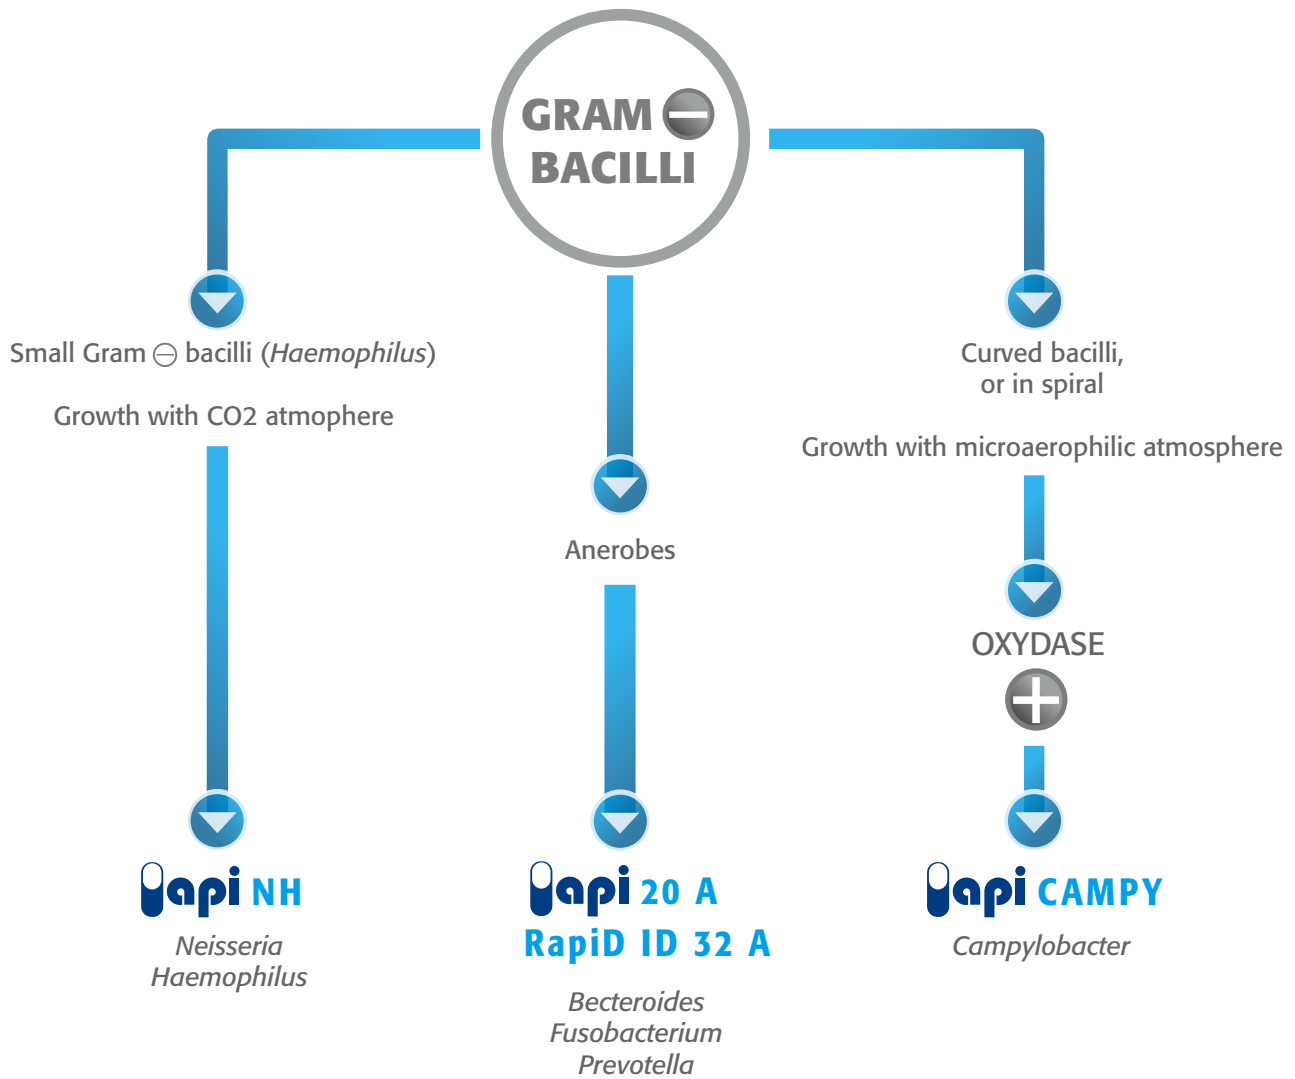 GRAM ⊖
BACILLI
Small Gram ⊖ bacilli (Haemophilus)
Growth with CO2 atmophere
api NH
Neisseria
Haemophilus
Anerobes
api 20 A
RapiD ID 32 A
Becteroides
Fusobacterium
Prevotella
Curved bacilli,
or in spiral
Growth with microaerophilic atmosphere
OXYDASE
+
api CAMPY
Campylobacter